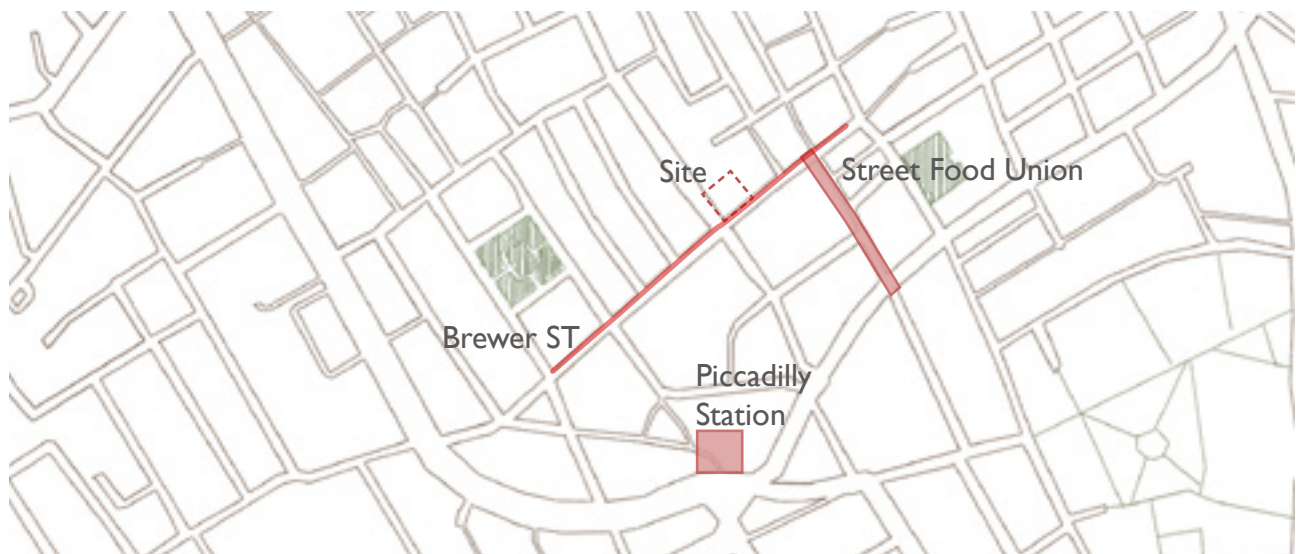 Site
Street Food Union
Brewer ST
Piccadilly
Station